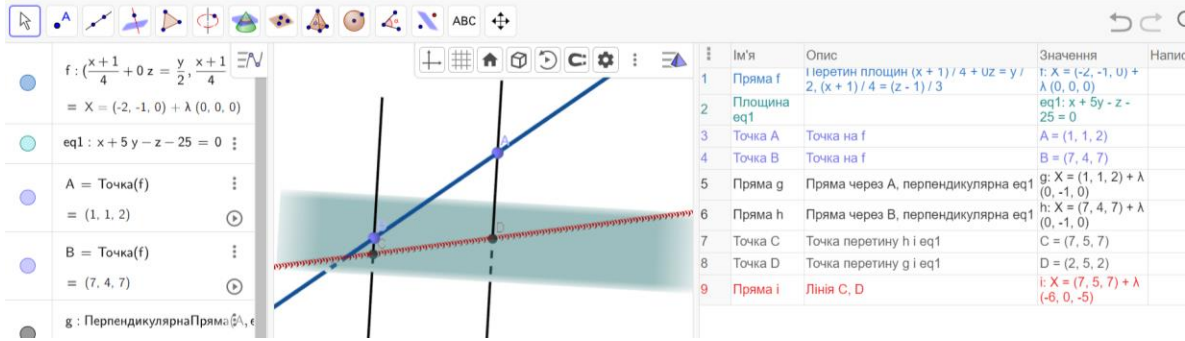 ABC
f : (x + 1 / 4 + 0 z = y / 2, x + 1 / 4
= X = (-2, -1, 0) + λ (0, 0, 0)
eq1 : x + 5 y − z − 25 = 0
A = Точка(f)
= (1, 1, 2)
B = Точка(f)
= (7, 4, 7)
g : ПерпендикулярнаПряма(A, e
A
C
D
Ім'я Опис Значення Напис
1 Пряма f Перетин площин (x + 1) / 4 + 0z = y / 2, (x + 1) / 4 = (z - 1) / 3 f: X = (-2, -1, 0) + λ (0, 0, 0)
2 Площина eq1 eq1: x + 5y - z - 25 = 0
3 Точка A Точка на f A = (1, 1, 2)
4 Точка B Точка на f B = (7, 4, 7)
5 Пряма g Пряма через A, перпендикулярна eq1 g: X = (1, 1, 2) + λ (0, -1, 0)
6 Пряма h Пряма через B, перпендикулярна eq1 h: X = (7, 4, 7) + λ (0, -1, 0)
7 Точка C Точка перетину h і eq1 C = (7, 5, 7)
8 Точка D Точка перетину g і eq1 D = (2, 5, 2)
9 Пряма i Лінія C, D i: X = (7, 5, 7) + λ (-6, 0, -5)